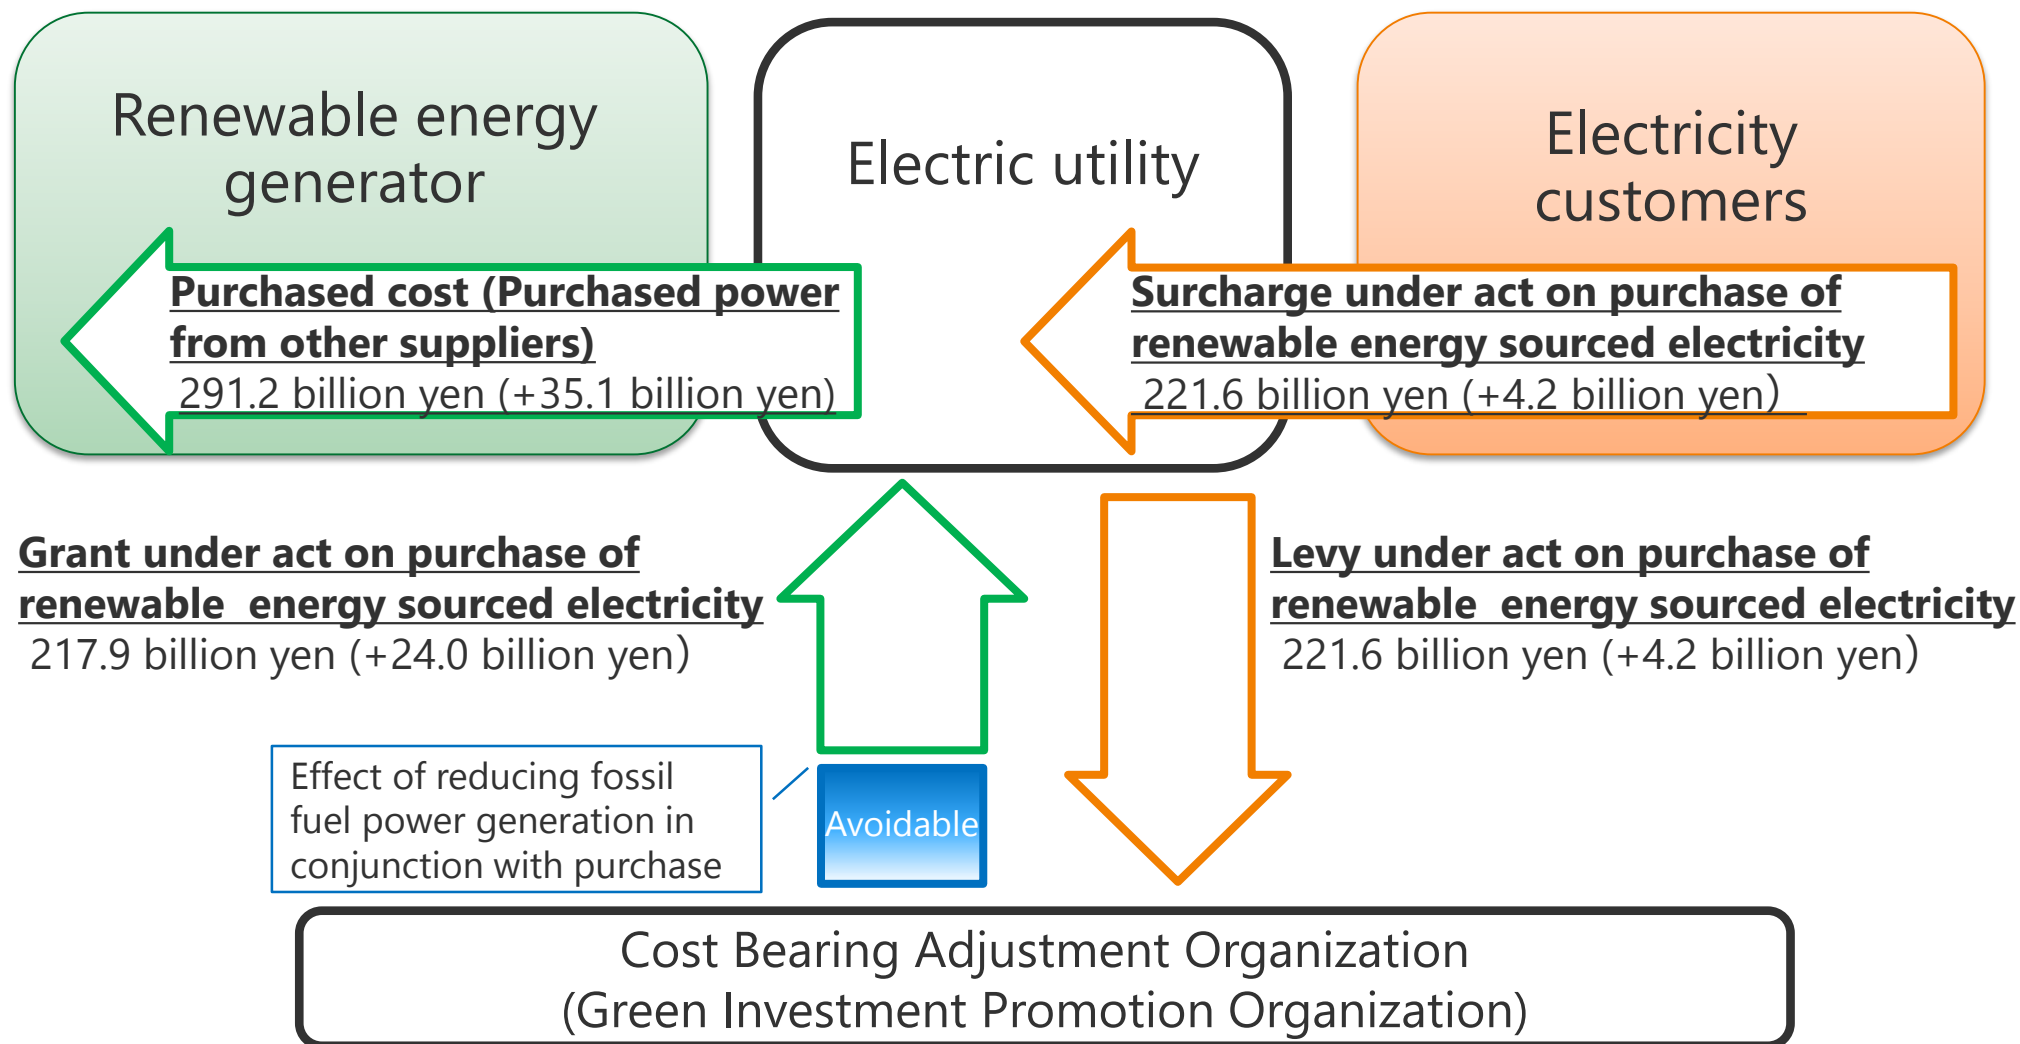 Renewable energy
generator
Electric utility
Electricity
customers
Purchased cost (Purchased power
from other suppliers)
291.2 billion yen (+35.1 billion yen)
Surcharge under act on purchase of
renewable energy sourced electricity
221.6 billion yen (+4.2 billion yen）
Grant under act on purchase of
renewable  energy sourced electricity
217.9 billion yen (+24.0 billion yen）
Levy under act on purchase of
renewable  energy sourced electricity
221.6 billion yen (+4.2 billion yen）
Effect of reducing fossil
fuel power generation in
conjunction with purchase
Avoidable
Cost Bearing Adjustment Organization
(Green Investment Promotion Organization)